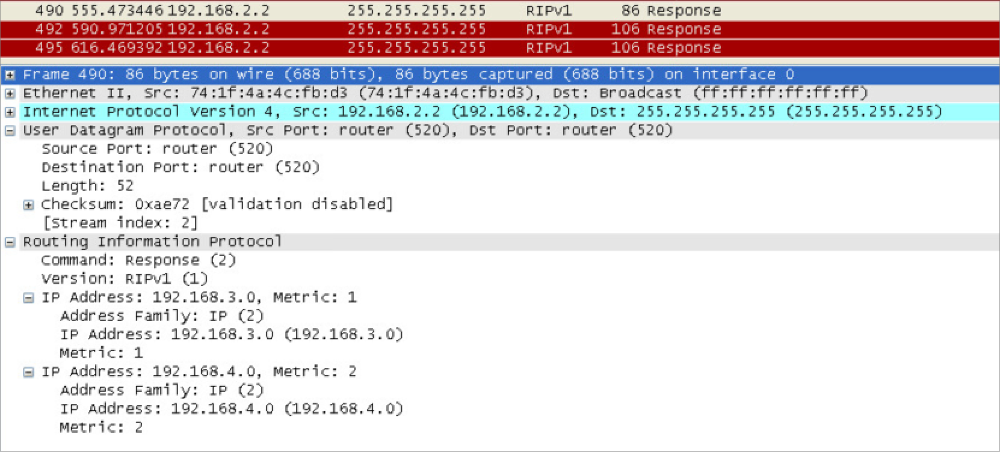 490 555.473446 192.168.2.2 255.255.255.255 RIPv1 86 Response
492 590.971205 192.168.2.2 255.255.255.255 RIPv1 106 Response
495 616.469392 192.168.2.2 255.255.255.255 RIPv1 106 Response
Frame 490: 86 bytes on wire (688 bits), 86 bytes captured (688 bits) on interface 0
Ethernet II, Src: 74:1f:4a:4c:fb:d3 (74:1f:4a:4c:fb:d3), Dst: Broadcast (ff:ff:ff:ff:ff:ff)
Internet Protocol Version 4, Src: 192.168.2.2 (192.168.2.2), Dst: 255.255.255.255 (255.255.255.255)
User Datagram Protocol, Src Port: router (520), Dst Port: router (520)
Source Port: router (520)
Destination Port: router (520)
Length: 52
Checksum: 0xae72 [validation disabled]
[Stream index: 2]
Routing Information Protocol
Command: Response (2)
Version: RIPv1 (1)
IP Address: 192.168.3.0, Metric: 1
Address Family: IP (2)
IP Address: 192.168.3.0 (192.168.3.0)
Metric: 1
IP Address: 192.168.4.0, Metric: 2
Address Family: IP (2)
IP Address: 192.168.4.0 (192.168.4.0)
Metric: 2